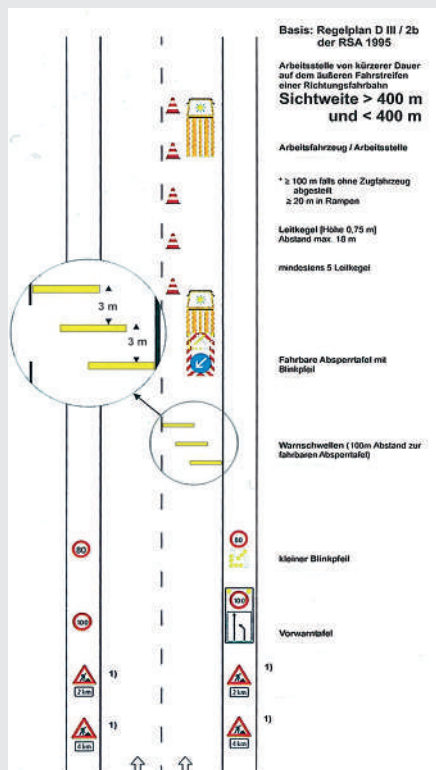 Basis: Regelplan D III / 2b
der RSA 1995
Arbeitsstelle von kürzerer Dauer
auf dem äußeren Fahrstreifen
einer Richtungsfahrbahn
Sichtweite > 400 m
und < 400 m
Arbeitsfahrzeug / Arbeitsstelle
* ≥ 100 m falls ohne Zugfahrzeug
abgestellt
≥ 20 m in Rampen
Leitkegel [Höhe 0,75 m]
Abstand max. 18 m
mindestens 5 Leitkegel
3 m
3 m
Fahrbare Absperrtafel mit
Blinkpfeil
Warnschwellen (100m Abstand zur
fahrbaren Absperrtafel)
80
80
kleiner Blinkpfeil
100
100
Vorwarntafel
1)
1)
2 km
2 km
1)
1)
4 km
4 km